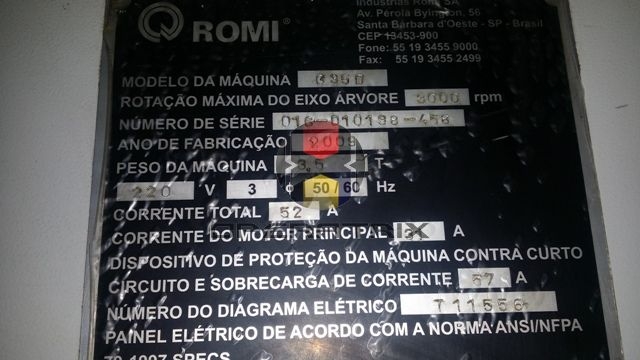 ROMI®
Indústrias Romi SA
Av. Pérola Byington, 56
Santa Bárbara d'Oeste - SP - Brasil
CEP 13453-900
Fone: 55 19 3455 9000
Fax: 55 19 3455 2499
MODELO DA MÁQUINA
ROTAÇÃO MÁXIMA DO EIXO ÁRVORE rpm
NÚMERO DE SÉRIE 016-010198-458
ANO DE FABRICAÇÃO 2009
PESO DA MÁQUINA 3,5 T
220 V 3 ¢ 50/60 Hz
CORRENTE TOTAL 52 A
CORRENTE DO MOTOR PRINCIPAL A
DISPOSITIVO DE PROTEÇÃO DA MÁQUINA CONTRA CURTO
CIRCUITO E SOBRECARGA DE CORRENTE A
NÚMERO DO DIAGRAMA ELÉTRICO T11556
PAINEL ELÉTRICO DE ACORDO COM A NORMA ANSI/NFPA
79-1997 SPECS